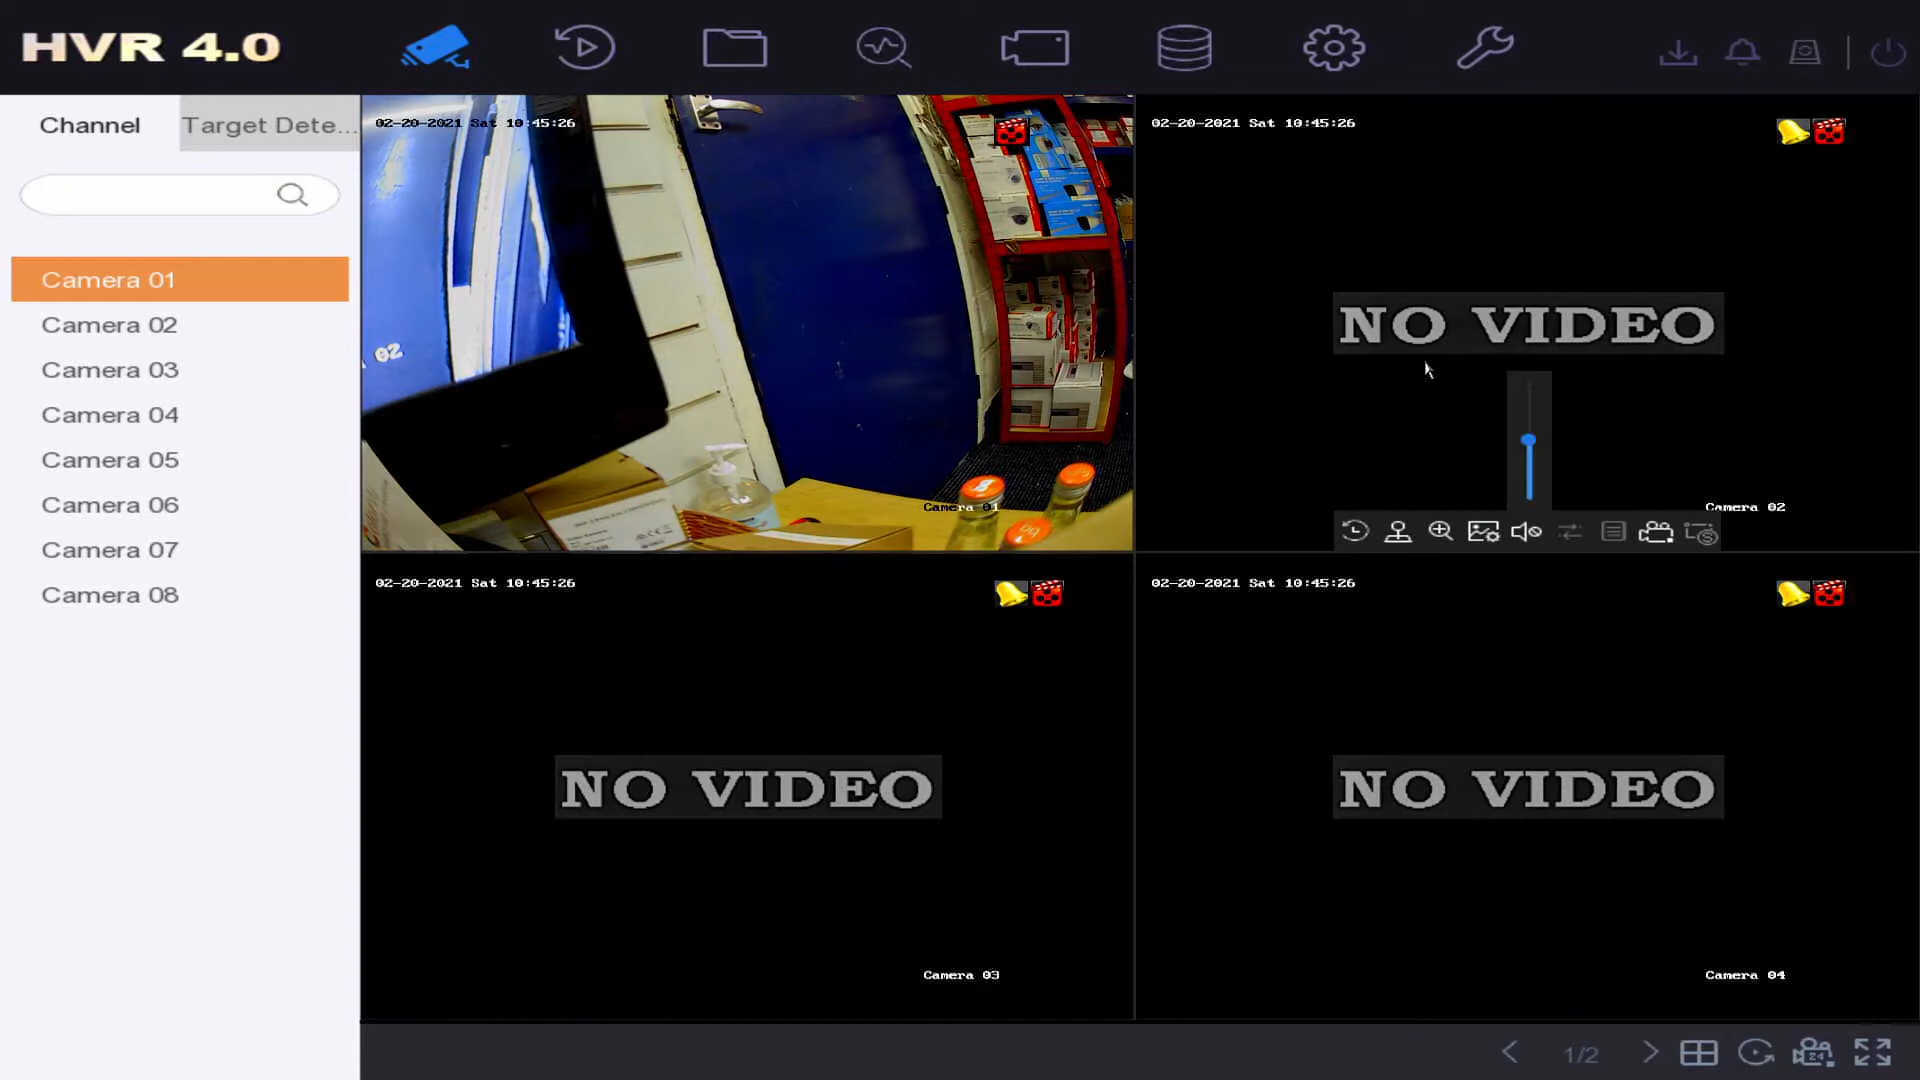 HVR 4.0
Channel
Target Dete...
Camera 01
Camera 02
Camera 03
Camera 04
Camera 05
Camera 06
Camera 07
Camera 08
02-20-2021 Sat 10:45:26
02
Camera 01
02-20-2021 Sat 10:45:26
NO VIDEO
Camera 02
02-20-2021 Sat 10:45:26
NO VIDEO
Camera 03
02-20-2021 Sat 10:45:26
NO VIDEO
Camera 04
1/2
24